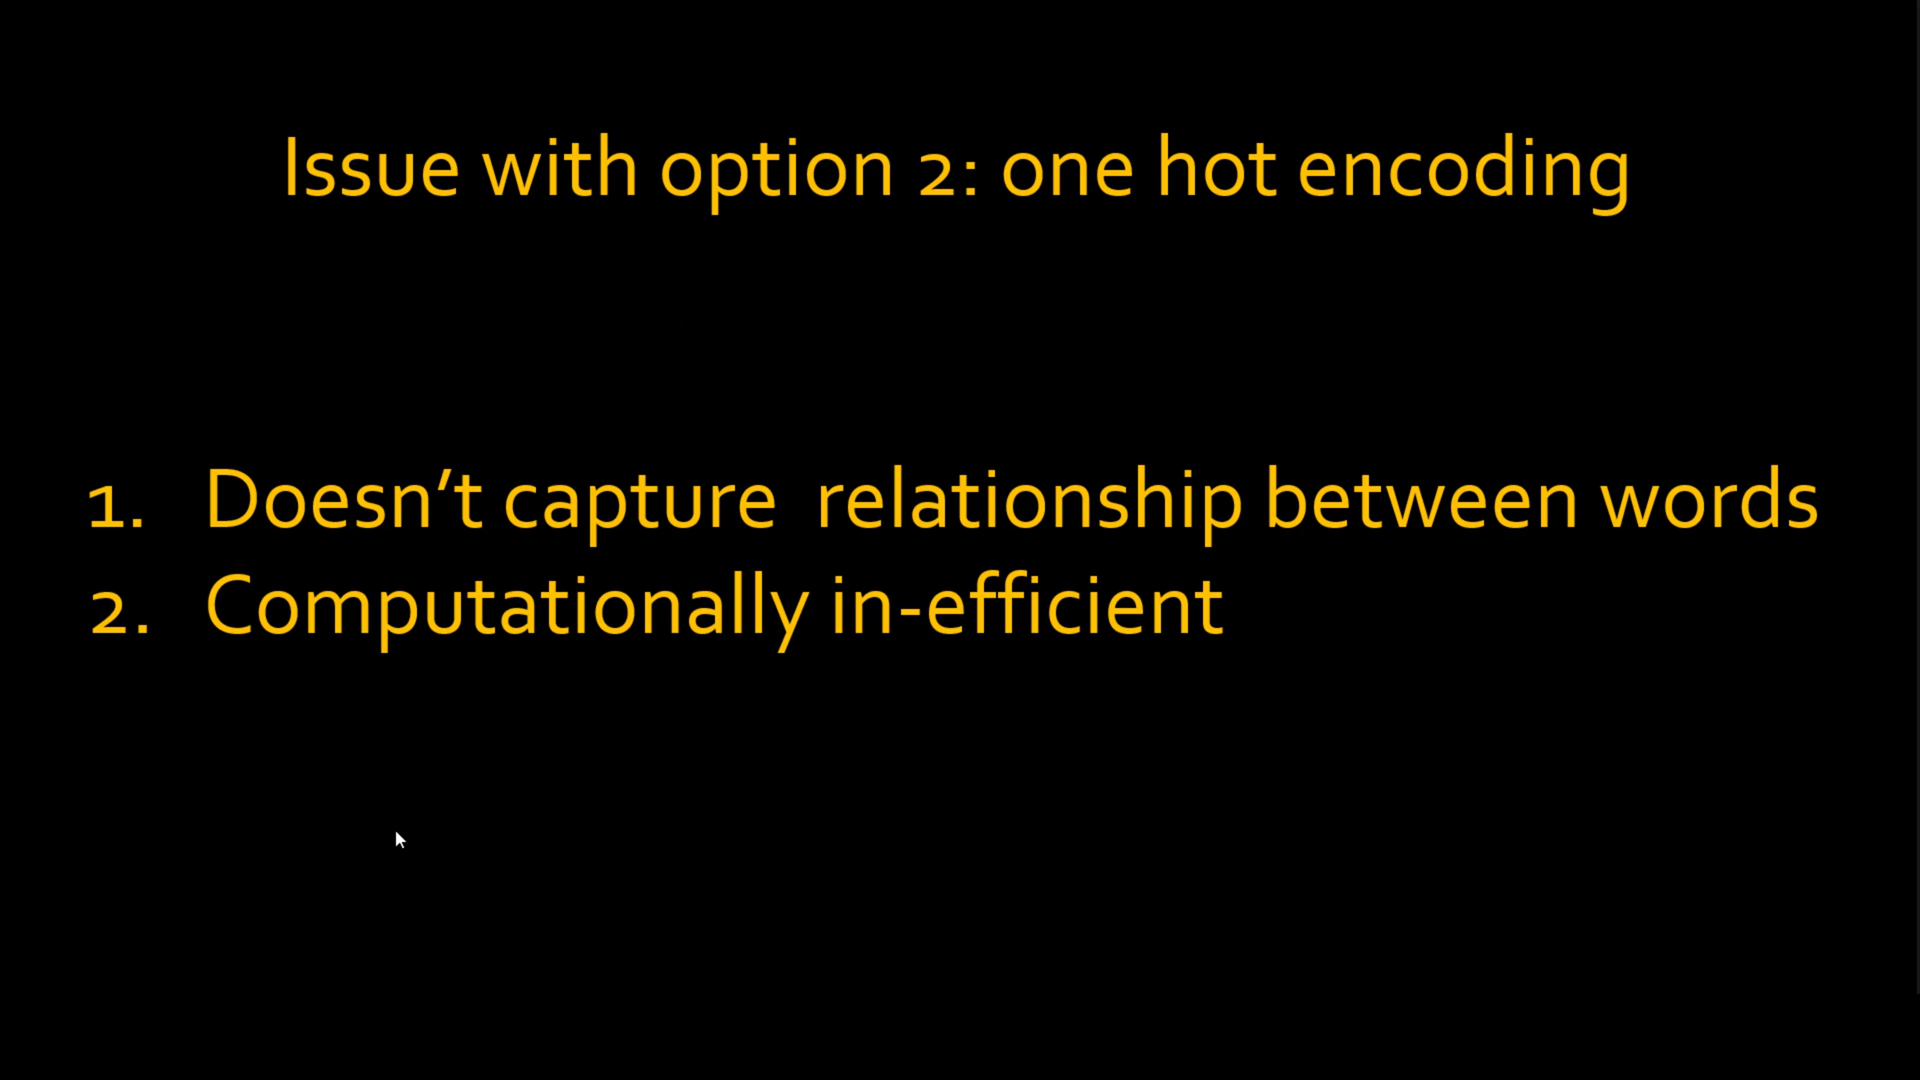 Issue with option 2: one hot encoding
1. Doesn’t capture  relationship between words
2. Computationally in-efficient